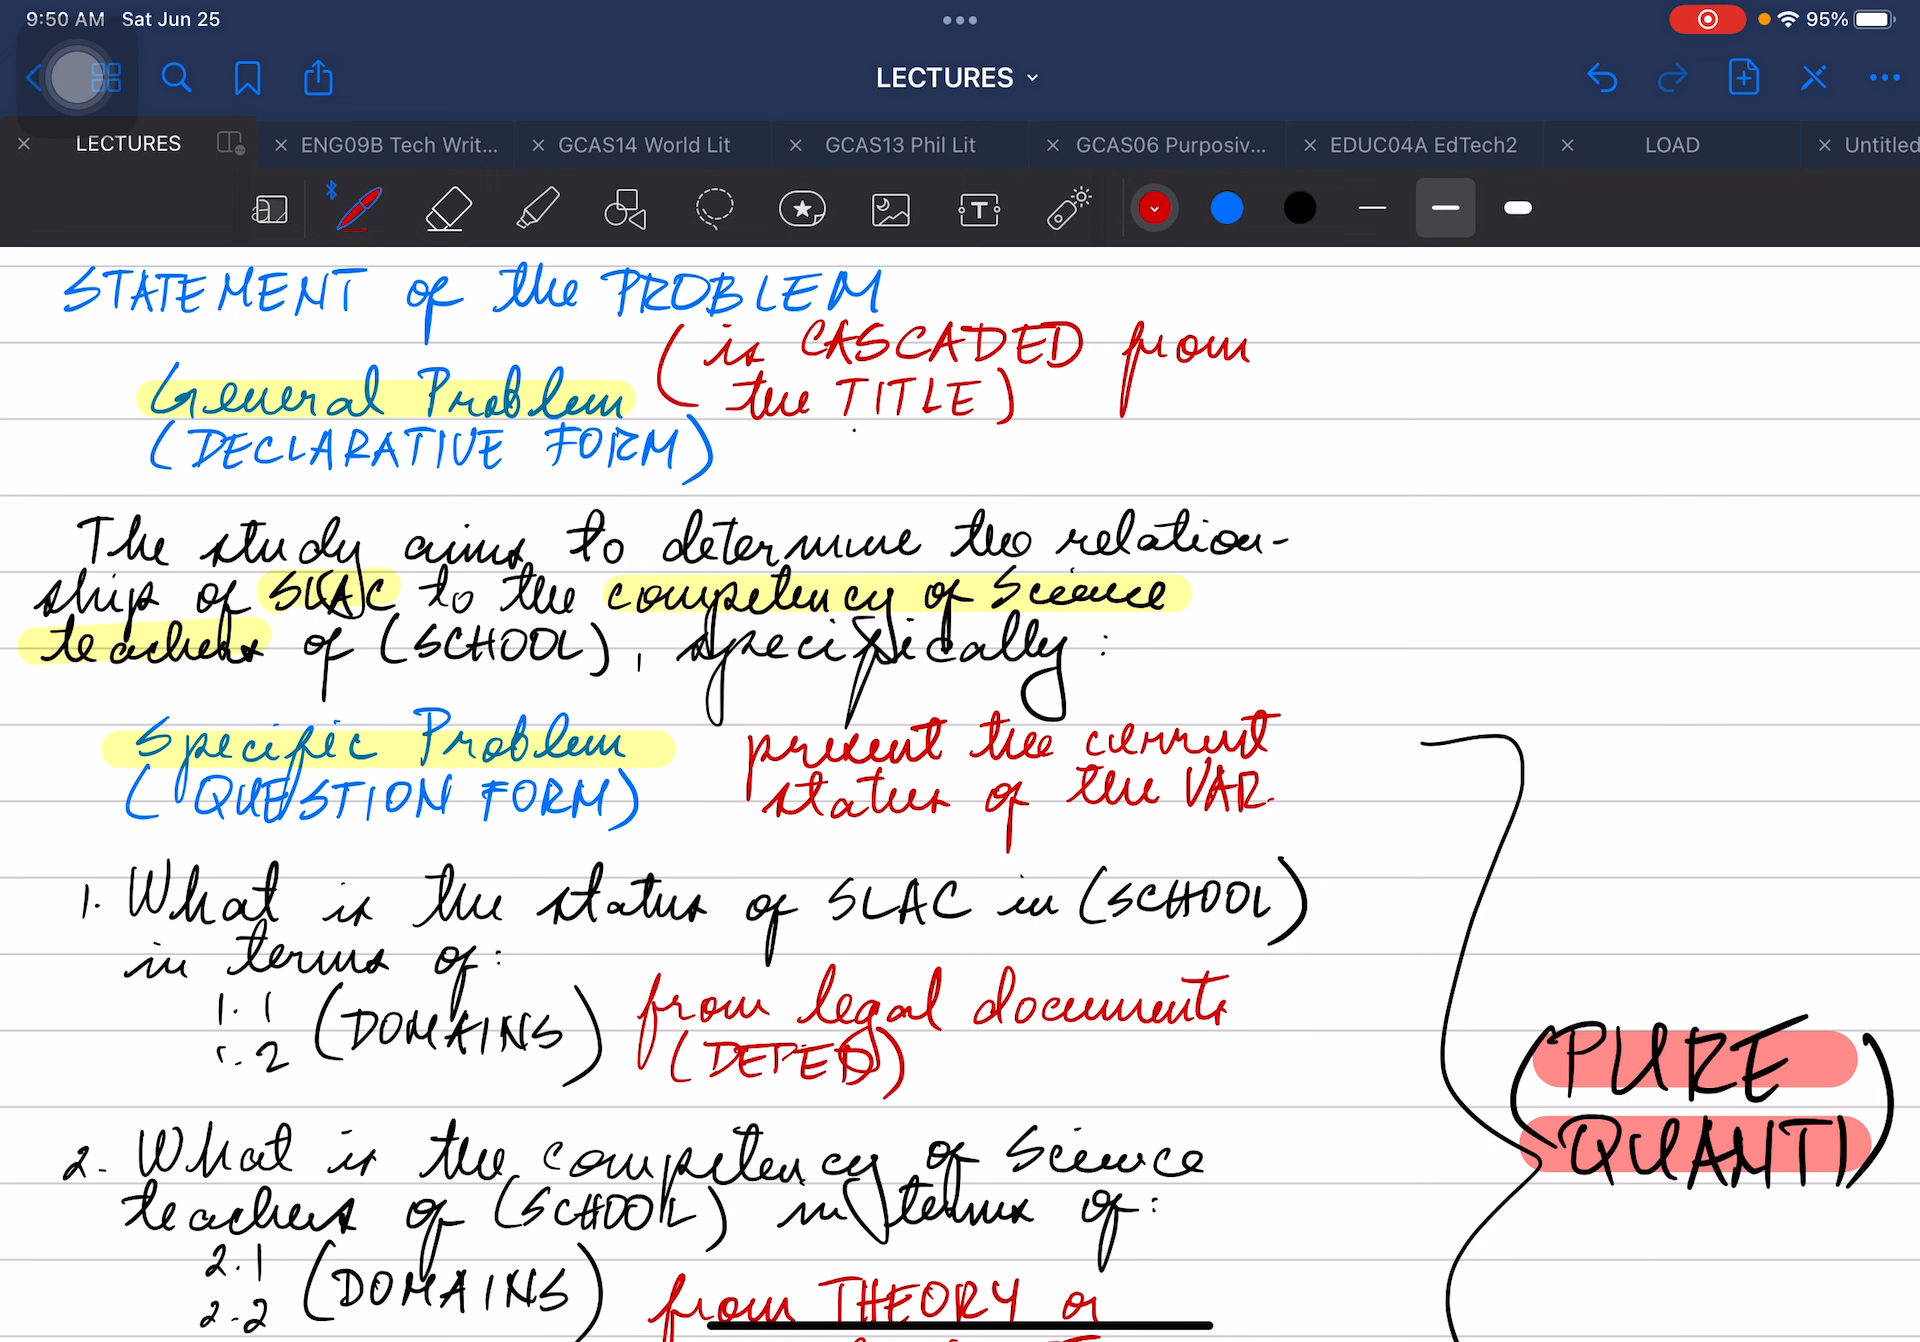 9:50 AM Sat Jun 25
95%
LECTURES
LECTURES
ENG09B Tech Writ...
GCAS14 World Lit
GCAS13 Phil Lit
GCAS06 Purposiv...
EDUC04A EdTech2
LOAD
Untitled
STATEMENT of the PROBLEM
(is CASCADED from
the TITLE)
General Problem
(DECLARATIVE FORM)
The study aims to determine the relation-
ship of SLAC to the competency of Science
teachers of (SCHOOL), specifically:
Specific Problem
(QUESTION FORM)
present the current
status of the VAR.
1. What is the status of SLAC in (SCHOOL)
in terms of:
1.1
1.2
(DOMAINS)
from legal documents
(DEPED)
(PURE
QUANTI)
2. What is the competency of Science
teachers of (SCHOOL) in terms of:
2.1
2.2
(DOMAINS)
from THEORY or